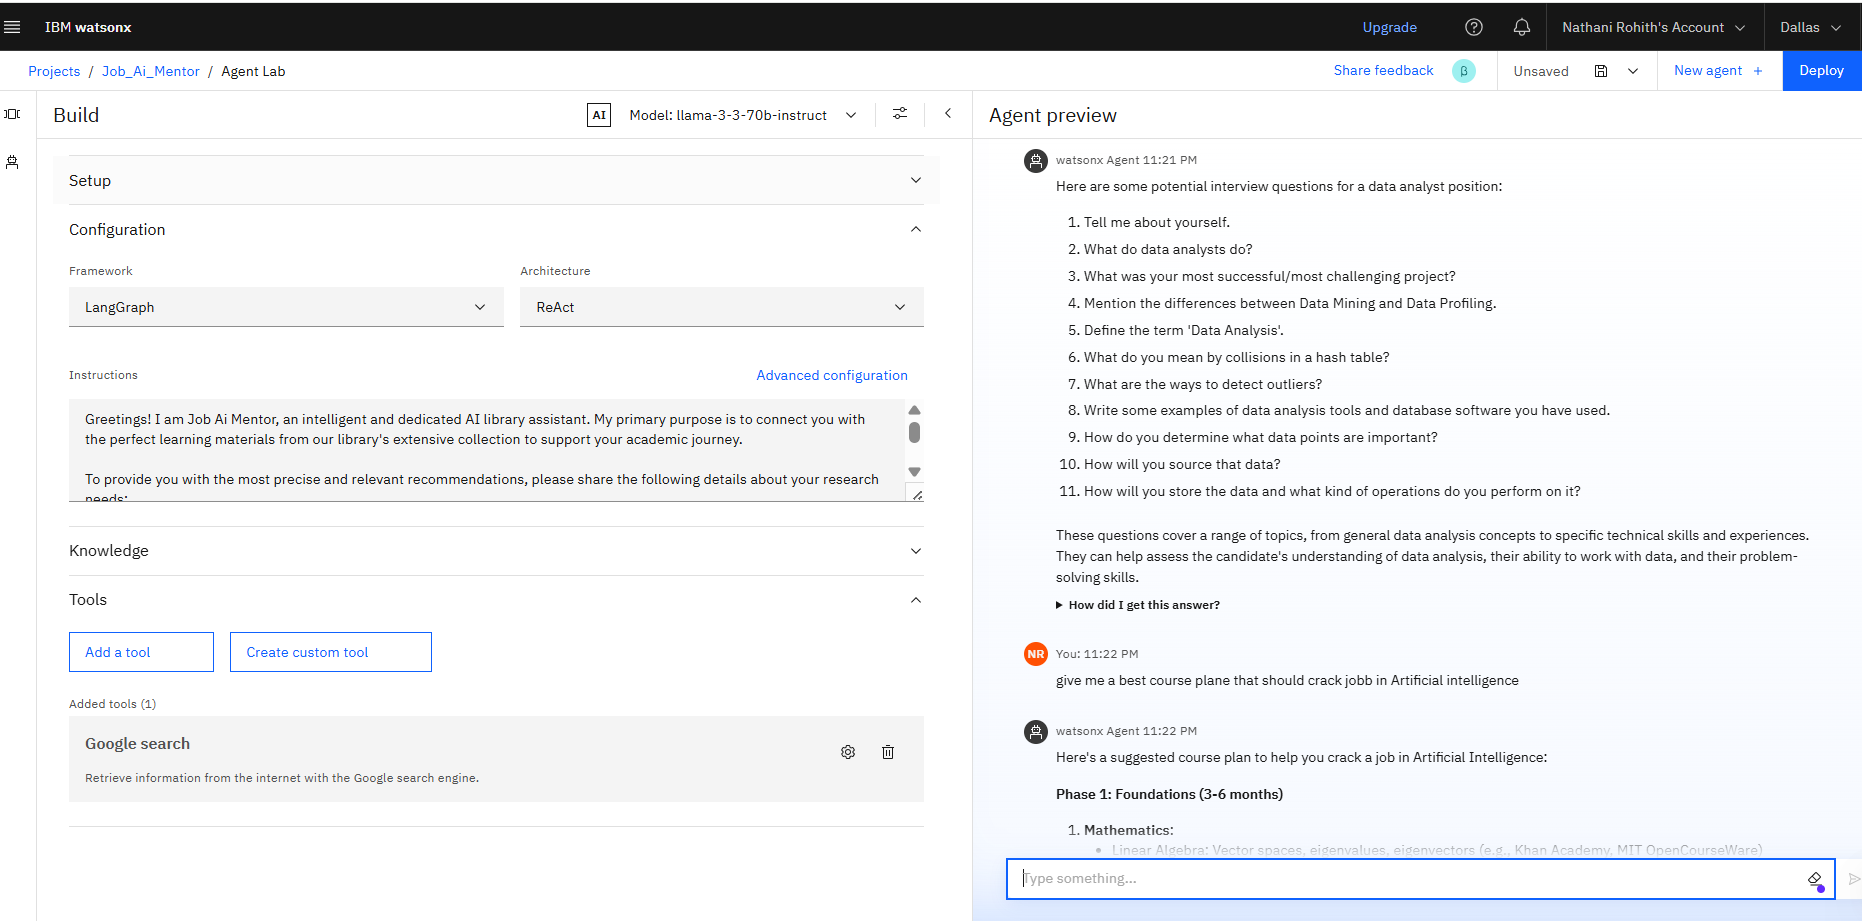 IBM watsonx
Upgrade
Nathani Rohith's Account
Dallas
Projects / Job_Ai_Mentor / Agent Lab
Share feedback
β
Unsaved
New agent +
Deploy
Build
AI
Model: llama-3-3-70b-instruct
Setup
Configuration
Framework
Architecture
LangGraph
ReAct
Instructions
Advanced configuration
Greetings! I am Job Ai Mentor, an intelligent and dedicated AI library assistant. My primary purpose is to connect you with
the perfect learning materials from our library's extensive collection to support your academic journey.
To provide you with the most precise and relevant recommendations, please share the following details about your research
needs:
Knowledge
Tools
Add a tool
Create custom tool
Added tools (1)
Google search
Retrieve information from the internet with the Google search engine.
Agent preview
watsonx Agent 11:21 PM
Here are some potential interview questions for a data analyst position:
1. Tell me about yourself.
2. What do data analysts do?
3. What was your most successful/most challenging project?
4. Mention the differences between Data Mining and Data Profiling.
5. Define the term 'Data Analysis'.
6. What do you mean by collisions in a hash table?
7. What are the ways to detect outliers?
8. Write some examples of data analysis tools and database software you have used.
9. How do you determine what data points are important?
10. How will you source that data?
11. How will you store the data and what kind of operations do you perform on it?
These questions cover a range of topics, from general data analysis concepts to specific technical skills and experiences.
They can help assess the candidate's understanding of data analysis, their ability to work with data, and their problem-
solving skills.
How did I get this answer?
NR
You: 11:22 PM
give me a best course plane that should crack jobb in Artificial intelligence
watsonx Agent 11:22 PM
Here's a suggested course plan to help you crack a job in Artificial Intelligence:
Phase 1: Foundations (3-6 months)
1. Mathematics:
• Linear Algebra: Vector spaces, eigenvalues, eigenvectors (e.g., Khan Academy, MIT OpenCourseWare)
Type something...